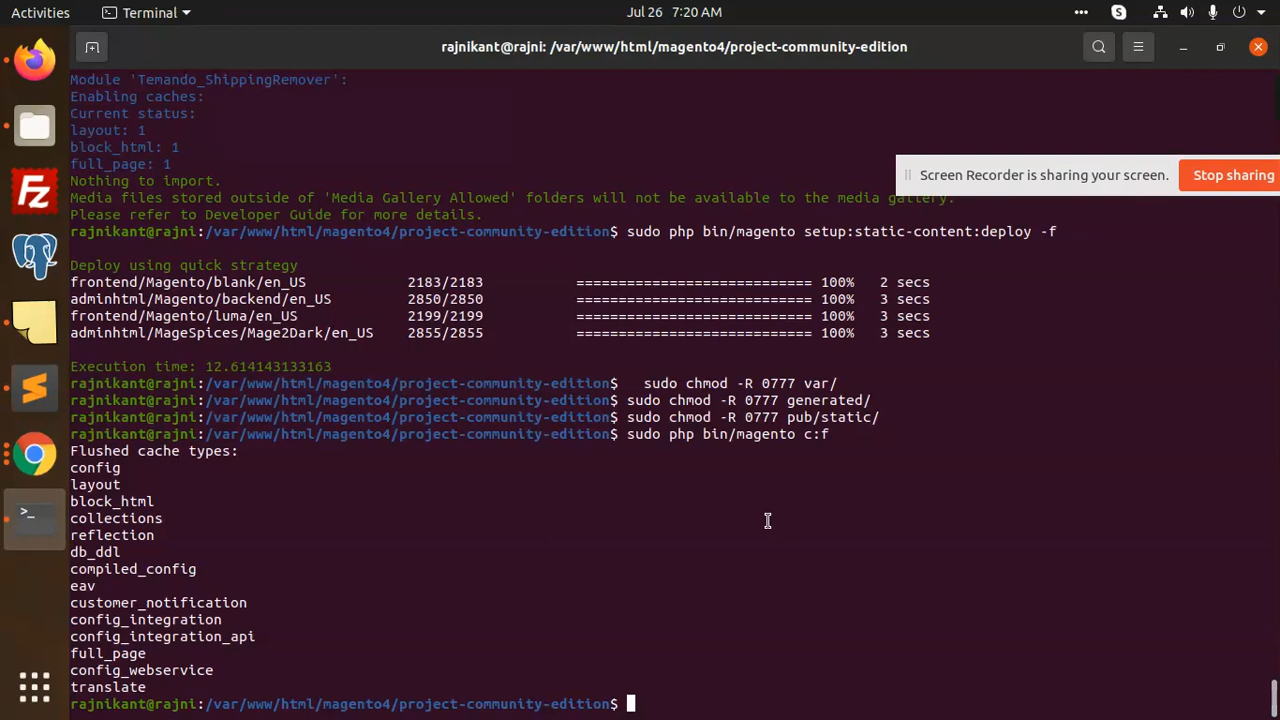 Activities
Terminal
Jul 26 7:20 AM
rajnikant@rajni: /var/www/html/magento4/project-community-edition
Module 'Temando_ShippingRemover':
Enabling caches:
Current status:
layout: 1
block_html: 1
full_page: 1
Nothing to import.
Screen Recorder is sharing your screen.
Stop sharing
Media files stored outside of 'Media Gallery Allowed' folders will not be available to the media gallery.
Please refer to Developer Guide for more details.
rajnikant@rajni:/var/www/html/magento4/project-community-edition$ sudo php bin/magento setup:static-content:deploy -f
Deploy using quick strategy
frontend/Magento/blank/en_US 2183/2183 ============================ 100% 2 secs
adminhtml/Magento/backend/en_US 2850/2850 ============================ 100% 3 secs
frontend/Magento/luma/en_US 2199/2199 ============================ 100% 3 secs
adminhtml/MageSpices/Mage2Dark/en_US 2855/2855 ============================ 100% 3 secs
Execution time: 12.614143133163
rajnikant@rajni:/var/www/html/magento4/project-community-edition$ sudo chmod -R 0777 var/
rajnikant@rajni:/var/www/html/magento4/project-community-edition$ sudo chmod -R 0777 generated/
rajnikant@rajni:/var/www/html/magento4/project-community-edition$ sudo chmod -R 0777 pub/static/
rajnikant@rajni:/var/www/html/magento4/project-community-edition$ sudo php bin/magento c:f
Flushed cache types:
config
layout
block_html
collections
reflection
db_ddl
compiled_config
eav
customer_notification
config_integration
config_integration_api
full_page
config_webservice
translate
rajnikant@rajni:/var/www/html/magento4/project-community-edition$